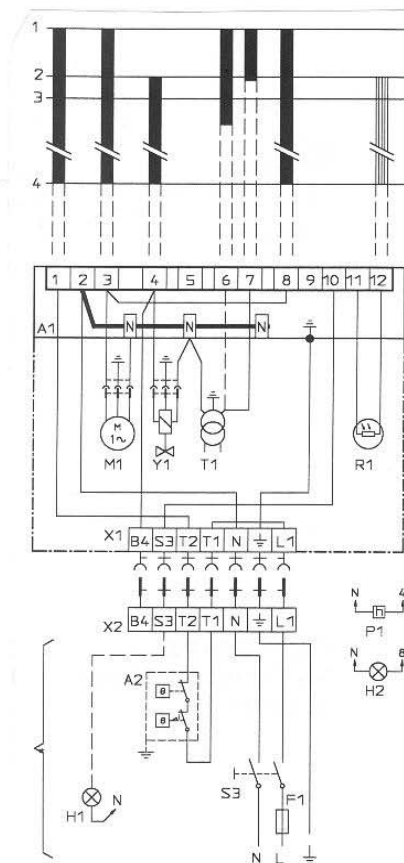 1
2
3
4
1 2 3 4 5 6 7 8 9 10 11 12
N N N
A1
M
1~
M1 Y1 T1 R1
X1
B4 S3 T2 T1 N L1
X2
B4 S3 T2 T1 N L1
N 4
h
P1
N 8
H2
A2
θ
θ
H1
N
S3
F1
N L